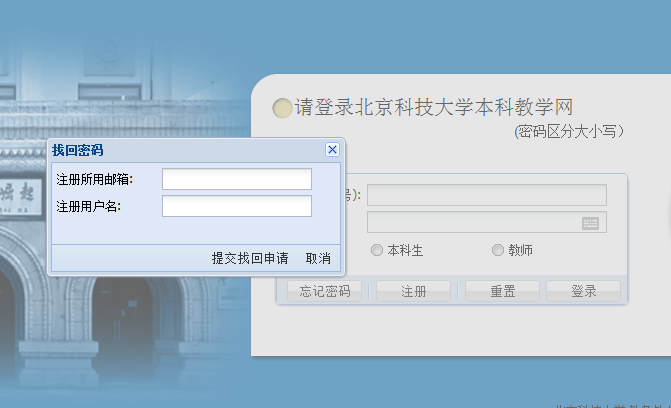 请登录北京科技大学本科教学网
(密码区分大小写）
找回密码
注册所用邮箱:
注册用户名:
提交找回申请 取消
号):
本科生 教师
忘记密码 注册 重置 登录
崛起